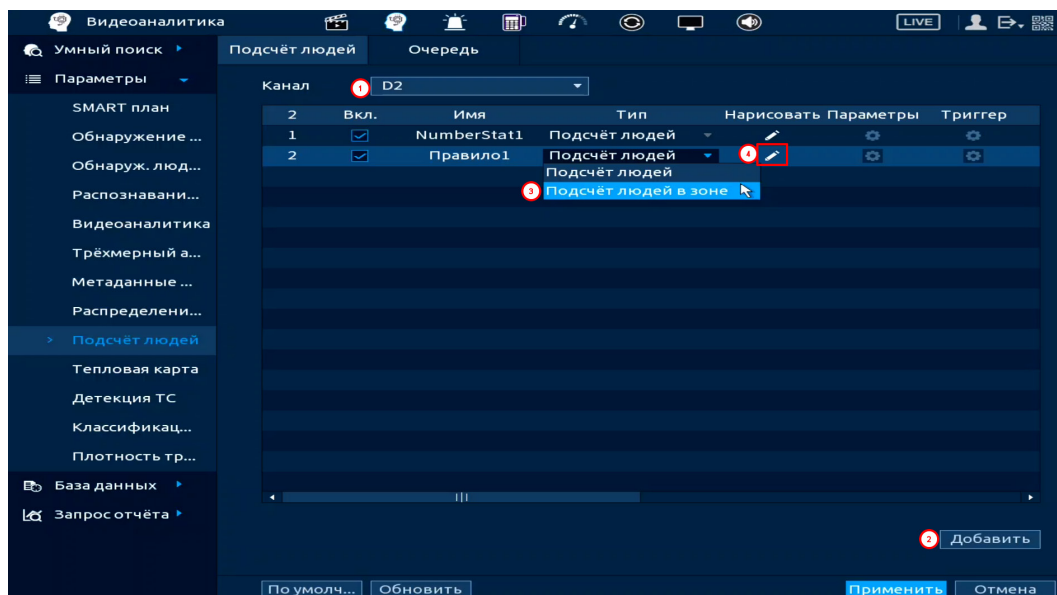 Видеоаналитика LIVE
Умный поиск
Параметры
SMART план
Обнаружение ...
Обнаруж. люд...
Распознавани...
Видеоаналитика
Трёхмерный а...
Метаданные ...
Распределени...
Подсчёт людей
Тепловая карта
Детекция ТС
Классификац...
Плотность тр...
База данных
Запрос отчёта
Подсчёт людей Очередь
Канал 1 D2
2 Вкл. Имя Тип Нарисовать Параметры Триггер
1 NumberStat1 Подсчёт людей
2 Правило1 Подсчёт людей 4
Подсчёт людей
3 Подсчёт людей в зоне
2 Добавить
По умолч... Обновить Применить Отмена